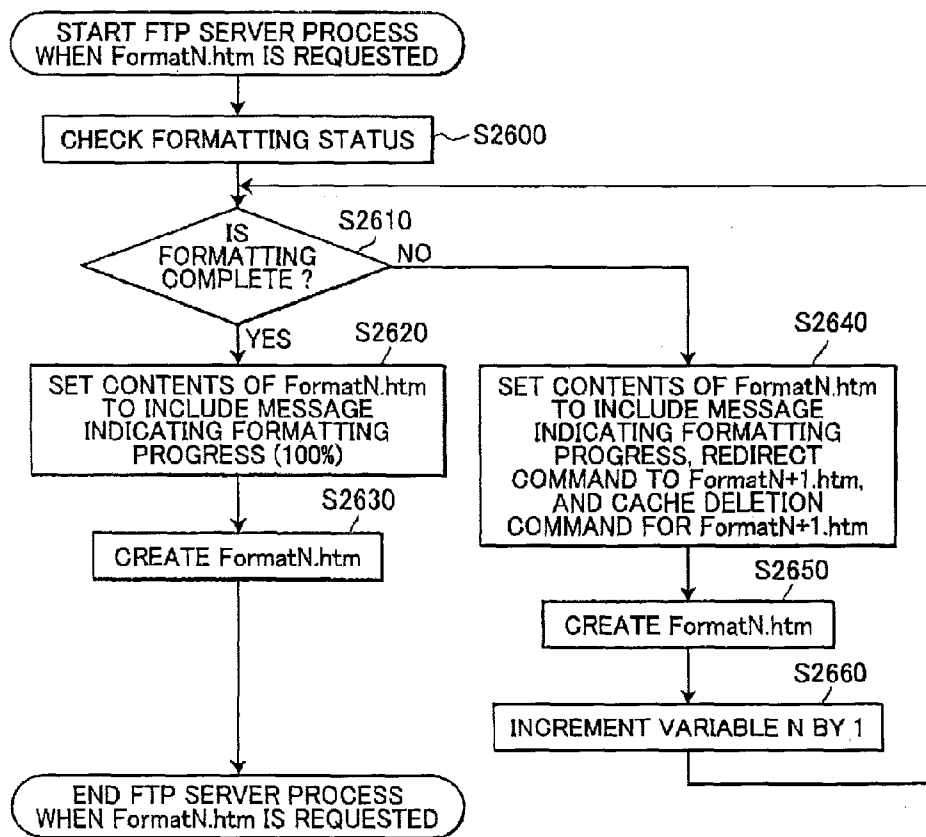 START FTP SERVER PROCESS
WHEN FormatN.htm IS REQUESTED
CHECK FORMATTING STATUS
S2600
S2610
IS
FORMATTING
COMPLETE ?
NO
YES
S2620
SET CONTENTS OF FormatN.htm
TO INCLUDE MESSAGE
INDICATING FORMATTING
PROGRESS (100%)
S2630
CREATE FormatN.htm
S2640
SET CONTENTS OF FormatN.htm
TO INCLUDE MESSAGE
INDICATING FORMATTING
PROGRESS, REDIRECT
COMMAND TO FormatN+1.htm,
AND CACHE DELETION
COMMAND FOR FormatN+1.htm
S2650
CREATE FormatN.htm
S2660
INCREMENT VARIABLE N BY 1
END FTP SERVER PROCESS
WHEN FormatN.htm IS REQUESTED